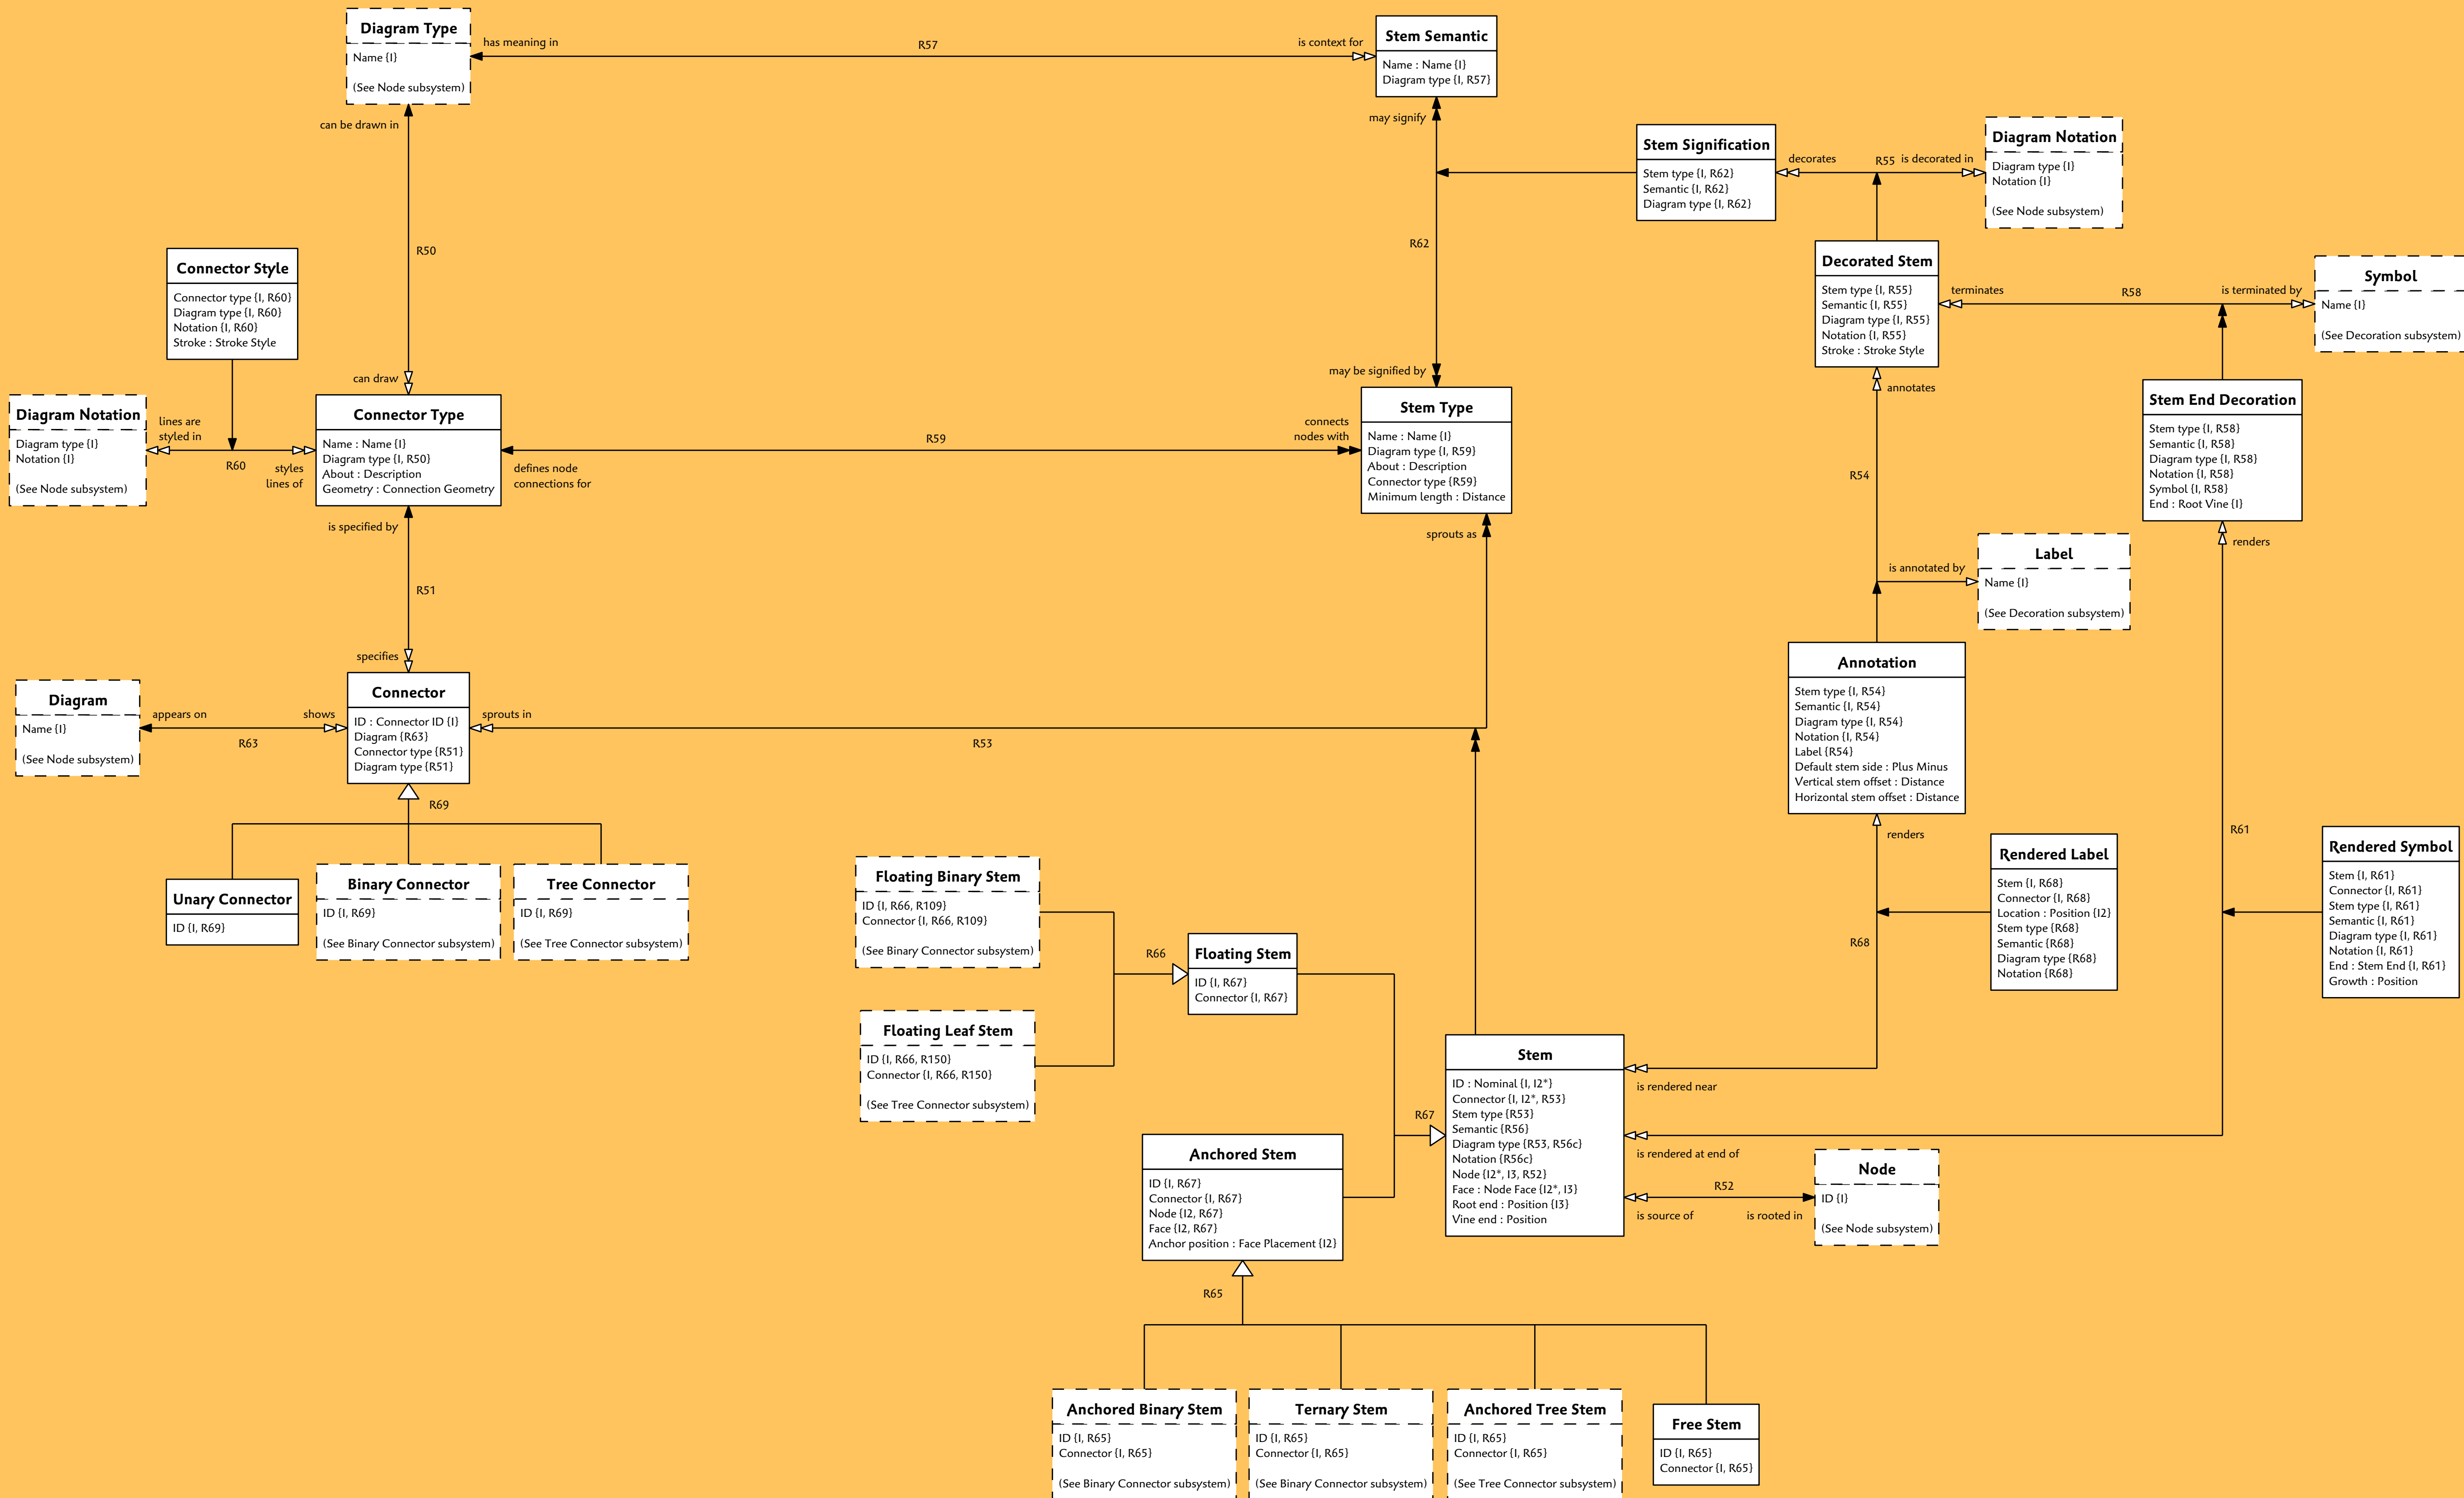 Diagram Type
Name {I}
(See Node subsystem)
has meaning in
R57
is context for
Stem Semantic
Name : Name {I}
Diagram type {I, R57}
can be drawn in
R50
can draw
may signify
R62
may be signified by
Stem Signification
Stem type {I, R62}
Semantic {I, R62}
Diagram type {I, R62}
decorates
R55
is decorated in
Diagram Notation
Diagram type {I}
Notation {I}
(See Node subsystem)
Connector Style
Connector type {I, R60}
Diagram type {I, R60}
Notation {I, R60}
Stroke : Stroke Style
Decorated Stem
Stem type {I, R55}
Semantic {I, R55}
Diagram type {I, R55}
Notation {I, R55}
Stroke : Stroke Style
terminates
R58
is terminated by
Symbol
Name {I}
(See Decoration subsystem)
Diagram Notation
Diagram type {I}
Notation {I}
(See Node subsystem)
lines are
styled in
R60
styles
lines of
Connector Type
Name : Name {I}
Diagram type {I, R50}
About : Description
Geometry : Connection Geometry
R59
defines node
connections for
connects
nodes with
Stem Type
Name : Name {I}
Diagram type {I, R59}
About : Description
Connector type {R59}
Minimum length : Distance
annotates
R54
Stem End Decoration
Stem type {I, R58}
Semantic {I, R58}
Diagram type {I, R58}
Notation {I, R58}
Symbol {I, R58}
End : Root Vine {I}
is specified by
R51
specifies
sprouts as
is annotated by
Label
Name {I}
(See Decoration subsystem)
renders
Diagram
Name {I}
(See Node subsystem)
appears on
shows
R63
Connector
ID : Connector ID {I}
Diagram {R63}
Connector type {R51}
Diagram type {R51}
sprouts in
R53
Annotation
Stem type {I, R54}
Semantic {I, R54}
Diagram type {I, R54}
Notation {I, R54}
Label {R54}
Default stem side : Plus Minus
Vertical stem offset : Distance
Horizontal stem offset : Distance
R69
Unary Connector
ID {I, R69}
Binary Connector
ID {I, R69}
(See Binary Connector subsystem)
Tree Connector
ID {I, R69}
(See Tree Connector subsystem)
Floating Binary Stem
ID {I, R66, R109}
Connector {I, R66, R109}
(See Binary Connector subsystem)
R66
Floating Stem
ID {I, R67}
Connector {I, R67}
Floating Leaf Stem
ID {I, R66, R150}
Connector {I, R66, R150}
(See Tree Connector subsystem)
renders
R68
Rendered Label
Stem {I, R68}
Connector {I, R68}
Location : Position {I2}
Stem type {R68}
Semantic {R68}
Diagram type {R68}
Notation {R68}
R61
Rendered Symbol
Stem {I, R61}
Connector {I, R61}
Stem type {I, R61}
Semantic {I, R61}
Diagram type {I, R61}
Notation {I, R61}
End : Stem End {I, R61}
Growth : Position
R67
Stem
ID : Nominal {I, I2*}
Connector {I, I2*, R53}
Stem type {R53}
Semantic {R56}
Diagram type {R53, R56c}
Notation {R56c}
Node {I2*, I3, R52}
Face : Node Face {I2*, I3}
Root end : Position {I3}
Vine end : Position
is rendered near
is rendered at end of
R52
is source of
is rooted in
Node
ID {I}
(See Node subsystem)
Anchored Stem
ID {I, R67}
Connector {I, R67}
Node {I2, R67}
Face {I2, R67}
Anchor position : Face Placement {I2}
R65
Anchored Binary Stem
ID {I, R65}
Connector {I, R65}
(See Binary Connector subsystem)
Ternary Stem
ID {I, R65}
Connector {I, R65}
(See Binary Connector subsystem)
Anchored Tree Stem
ID {I, R65}
Connector {I, R65}
(See Tree Connector subsystem)
Free Stem
ID {I, R65}
Connector {I, R65}